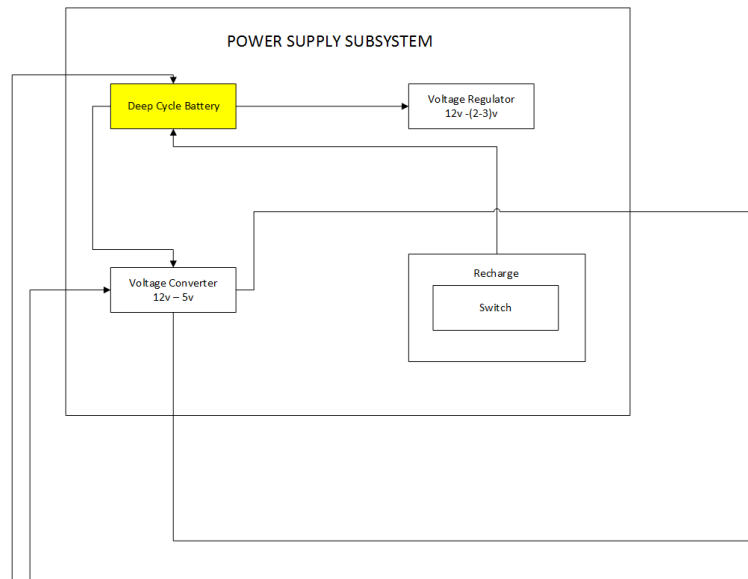 POWER SUPPLY SUBSYSTEM
Deep Cycle Battery
Voltage Regulator
12v -(2-3)v
Voltage Converter
12v – 5v
Recharge
Switch